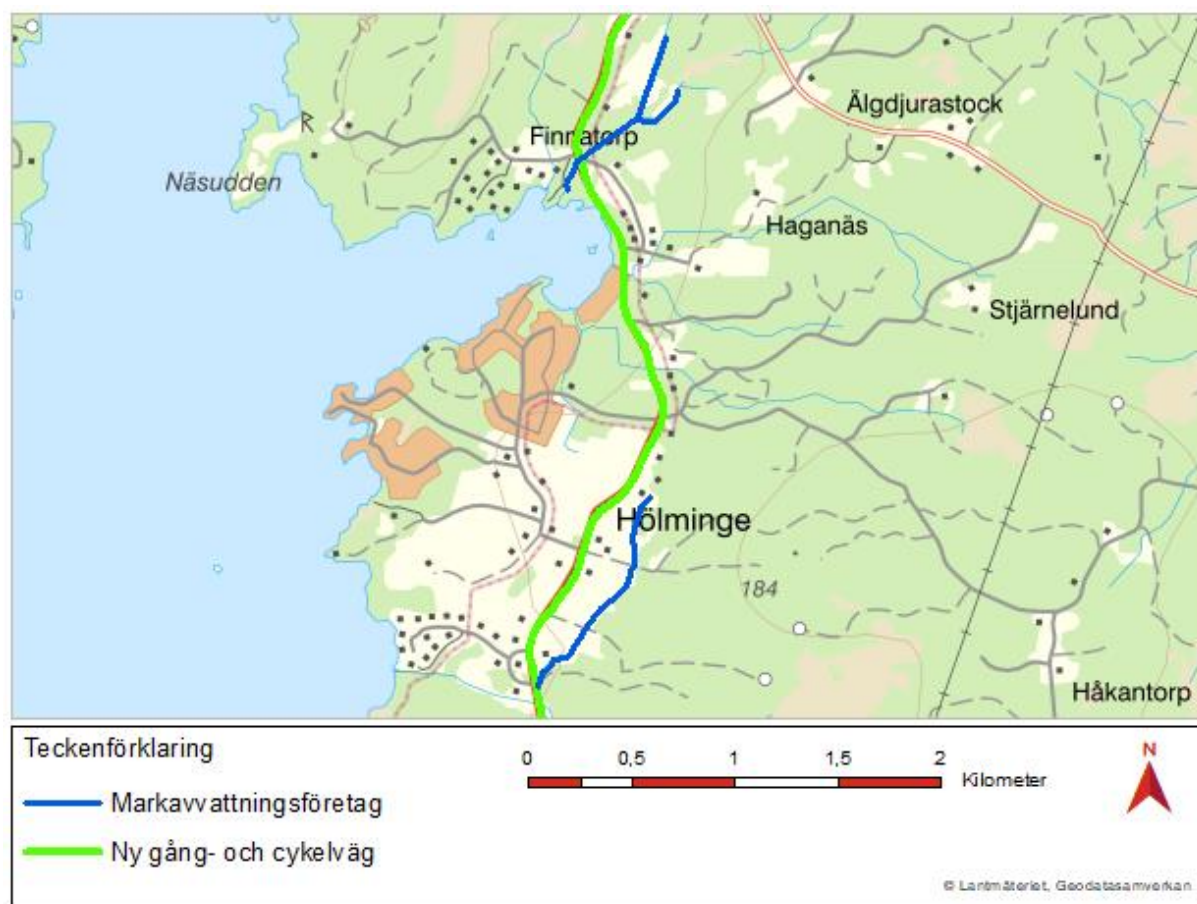 Älgdjurastock
Finnatorp
Näsudden
Haganäs
Stjärnelund
Hölminge
184
Håkantorp
Teckenförklaring
Markavvattningsföretag
Ny gång- och cykelväg
0 0,5 1 1,5 2
Kilometer
N
© Lantmäteriet, Geodatasamverkan